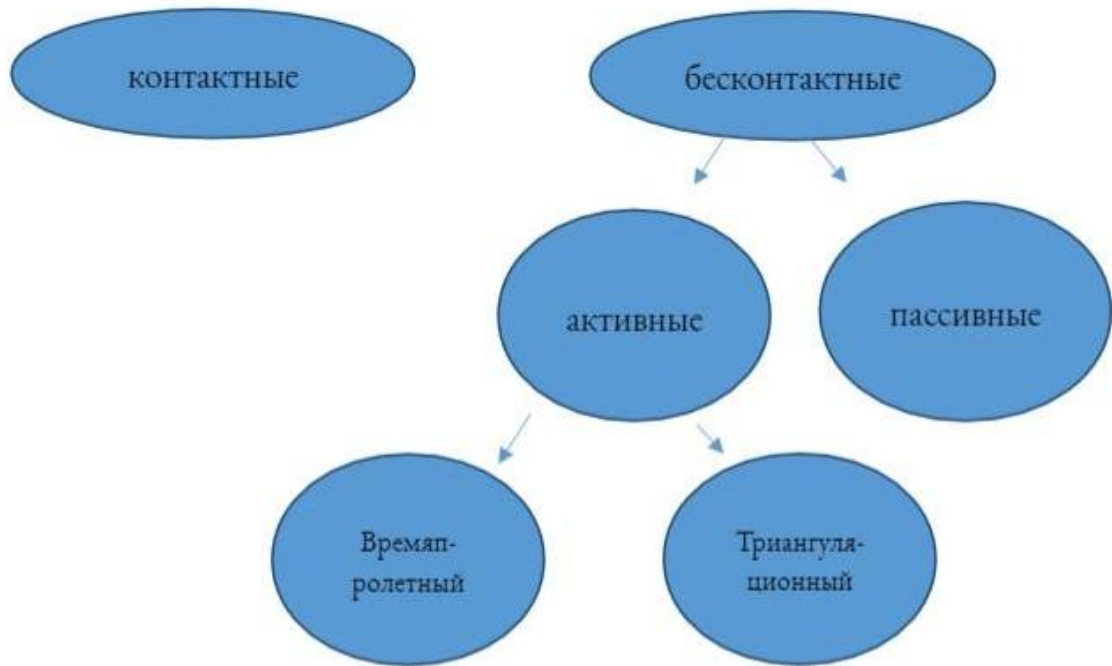 контактные
бесконтактные
активные
пассивные
Времяп-
ролетный
Триангуля-
ционный